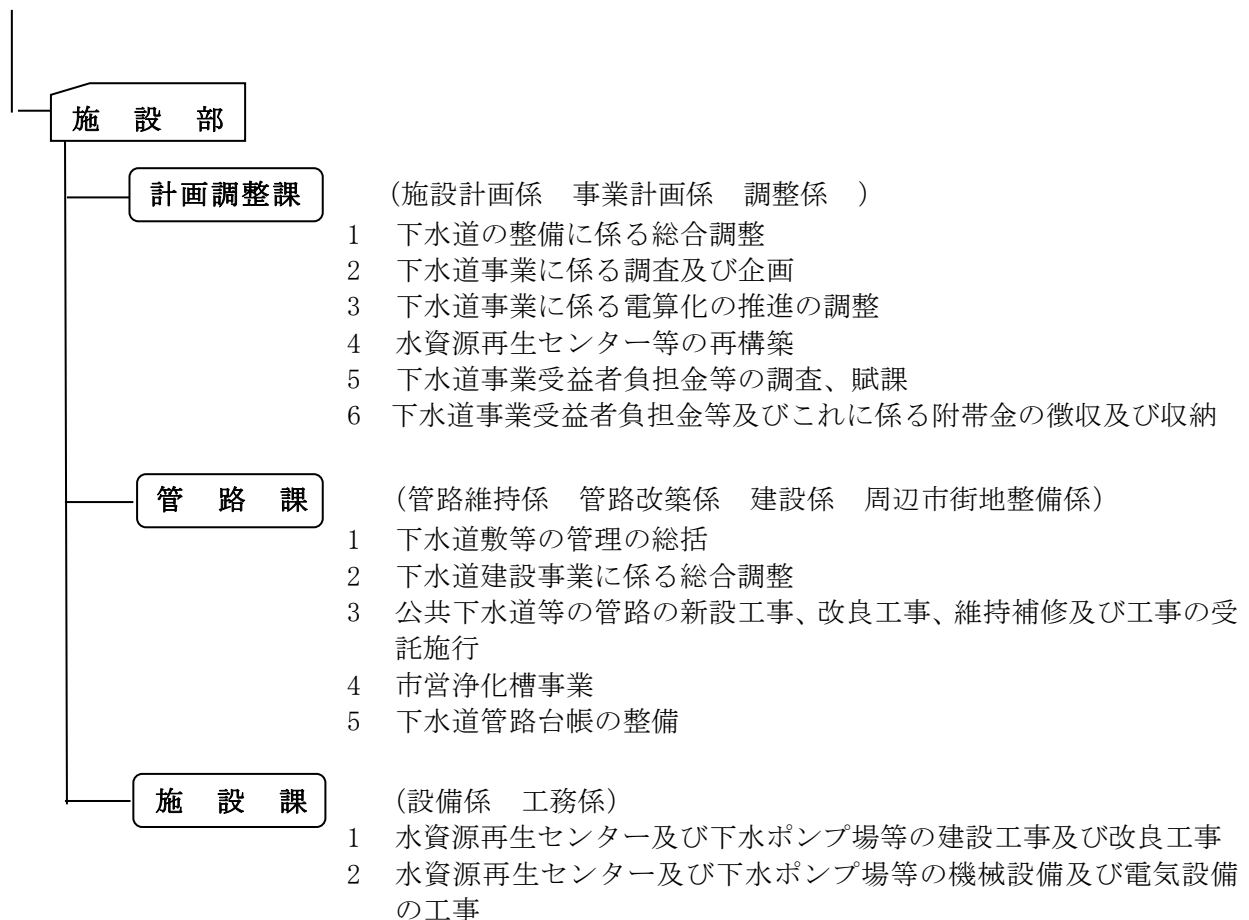 施　設　部
計画調整課　(施設計画係　事業計画係　調整係　)
1　下水道の整備に係る総合調整
2　下水道事業に係る調査及び企画
3　下水道事業に係る電算化の推進の調整
4　水資源再生センター等の再構築
5　下水道事業受益者負担金等の調査、賦課
6　下水道事業受益者負担金等及びこれに係る附帯金の徴収及び収納
管　路　課　(管路維持係　管路改築係　建設係　周辺市街地整備係)
1　下水道敷等の管理の総括
2　下水道建設事業に係る総合調整
3　公共下水道等の管路の新設工事、改良工事、維持補修及び工事の受
託施行
4　市営浄化槽事業
5　下水道管路台帳の整備
施　設　課　(設備係　工務係)
1　水資源再生センター及び下水ポンプ場等の建設工事及び改良工事
2　水資源再生センター及び下水ポンプ場等の機械設備及び電気設備
の工事